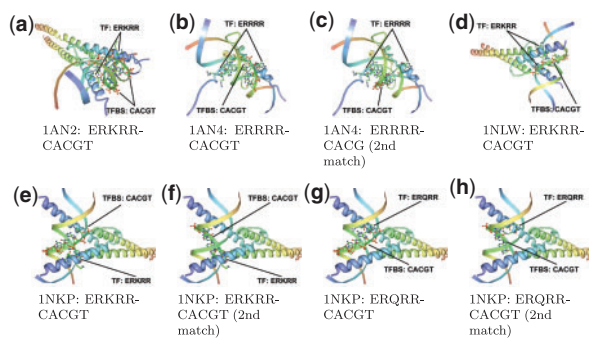 (a)
TF: ERKRR
TFBS: CACGT
1AN2: ERKRR-
CACGT
(b)
TF: ERRRR
TFBS: CACGT
1AN4: ERRRR-
CACGT
(c)
TF: ERRRR
TFBS: CACGT
1AN4: ERRRR-
CACG (2nd
match)
(d)
TF: ERKRR
TFBS: CACGT
1NLW: ERKRR-
CACGT
(e)
TFBS: CACGT
TF: ERKRR
1NKP: ERKRR-
CACGT
(f)
TFBS: CACGT
TF: ERKRR
1NKP: ERKRR-
CACGT (2nd
match)
(g)
TF: ERQRR
TFBS: CACGT
1NKP: ERQRR-
CACGT
(h)
TF: ERQRR
TFBS: CACGT
1NKP: ERQRR-
CACGT (2nd
match)